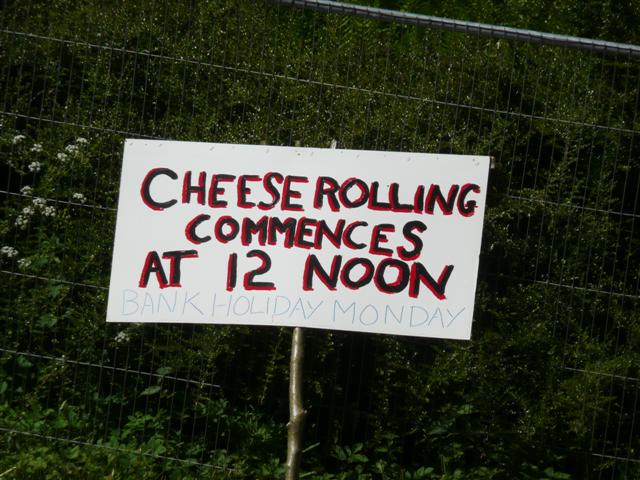 CHEESE ROLLING
COMMENCES
AT 12 NOON
BANK HOLIDAY MONDAY